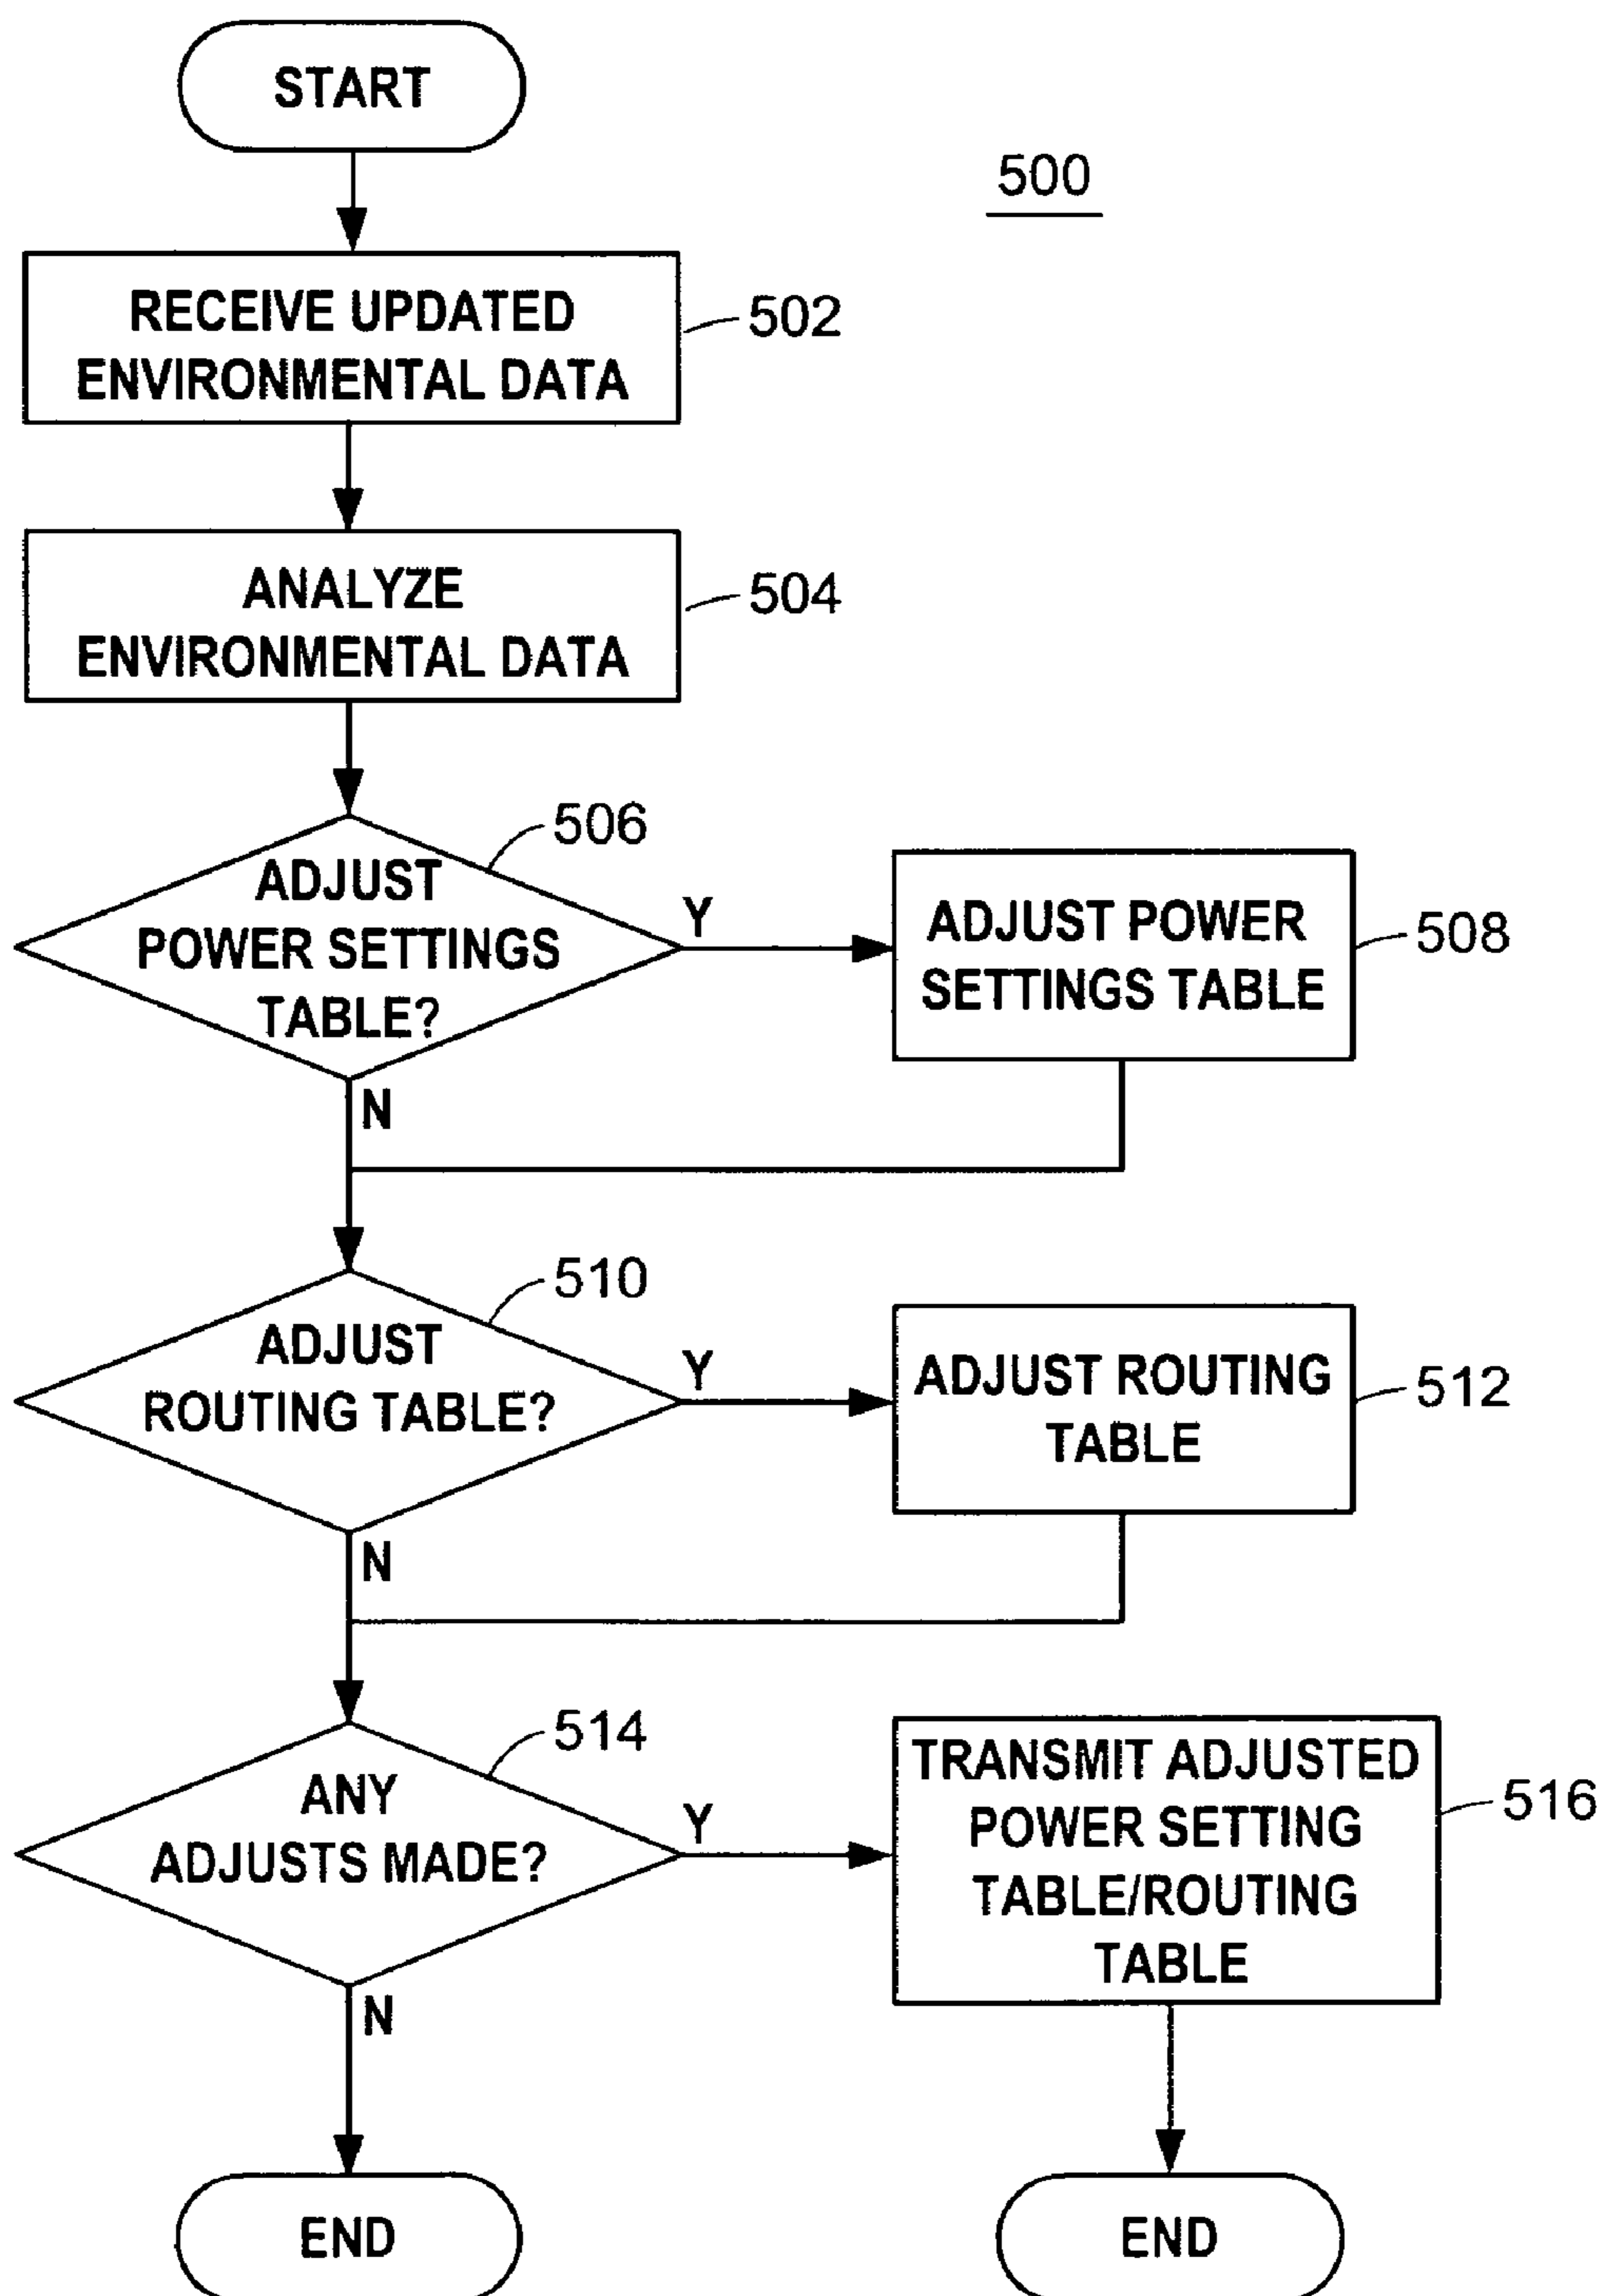 START
500
RECEIVE UPDATED
ENVIRONMENTAL DATA
502
ANALYZE
ENVIRONMENTAL DATA
504
506
ADJUST
POWER SETTINGS
TABLE?
Y
N
ADJUST POWER
SETTINGS TABLE
508
510
ADJUST
ROUTING TABLE?
Y
N
ADJUST ROUTING
TABLE
512
514
ANY
ADJUSTS MADE?
Y
N
TRANSMIT ADJUSTED
POWER SETTING
TABLE/ROUTING
TABLE
516
END
END